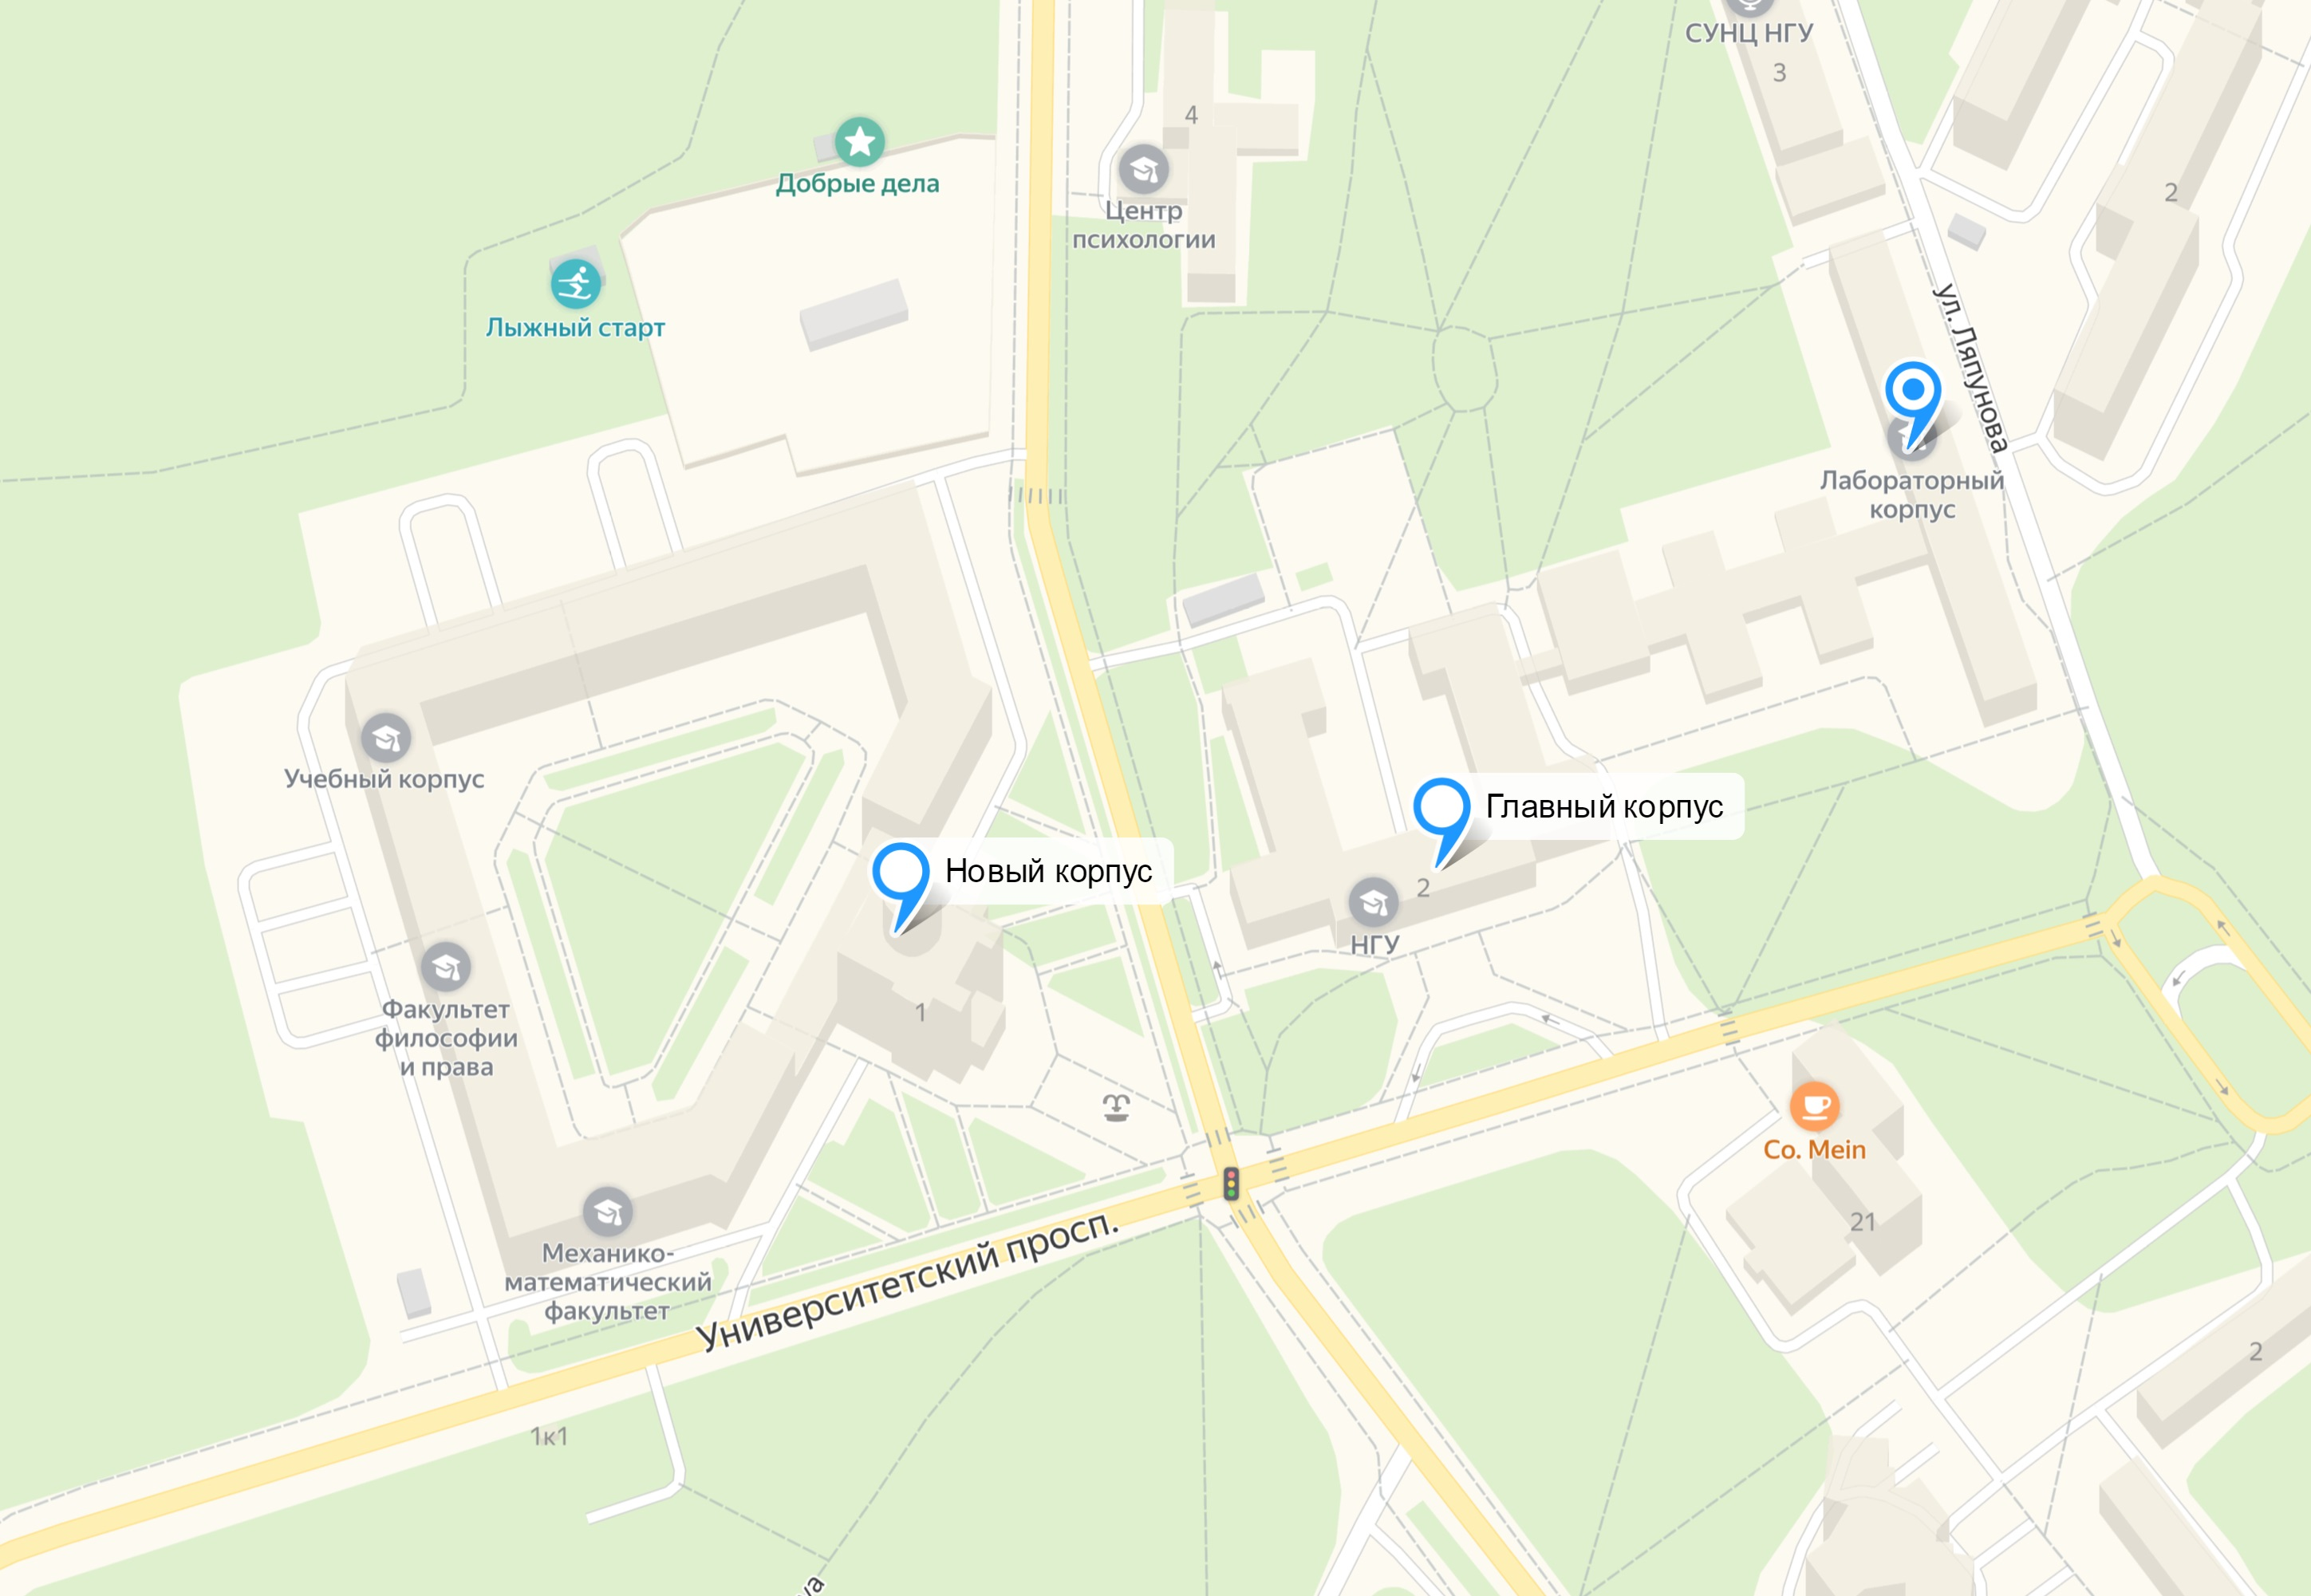 СУНЦ НГУ
3
4
Добрые дела
Центр
психологии
2
Лыжный старт
ул. Ляпунова
Лабораторный
корпус
Учебный корпус
Главный корпус
Новый корпус
2
НГУ
1
Факультет
философии
и права
Co. Mein
21
Механико-
математический
факультет
Университетский просп.
2
1к1